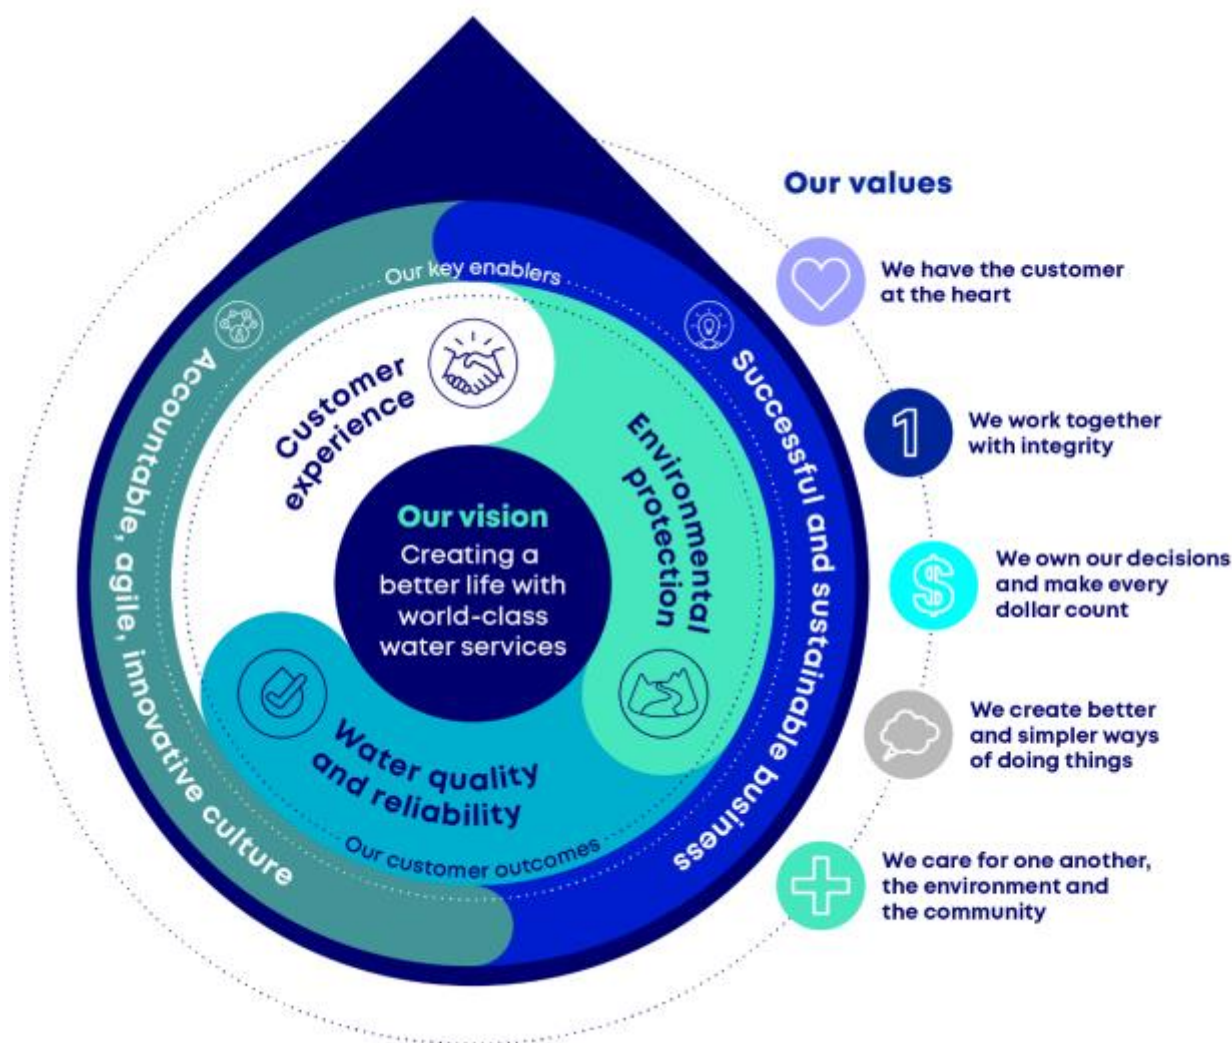 Our values
We have the customer
at the heart
We work together
with integrity
We own our decisions
and make every
dollar count
We create better
and simpler ways
of doing things
We care for one another,
the environment and
the community
Our key enablers
Accountable, agile, innovative culture
Successful and sustainable business
Customer
experience
Environmental
protection
Water quality
and reliability
Our customer outcomes
Our vision
Creating a
better life with
world-class
water services
1
$